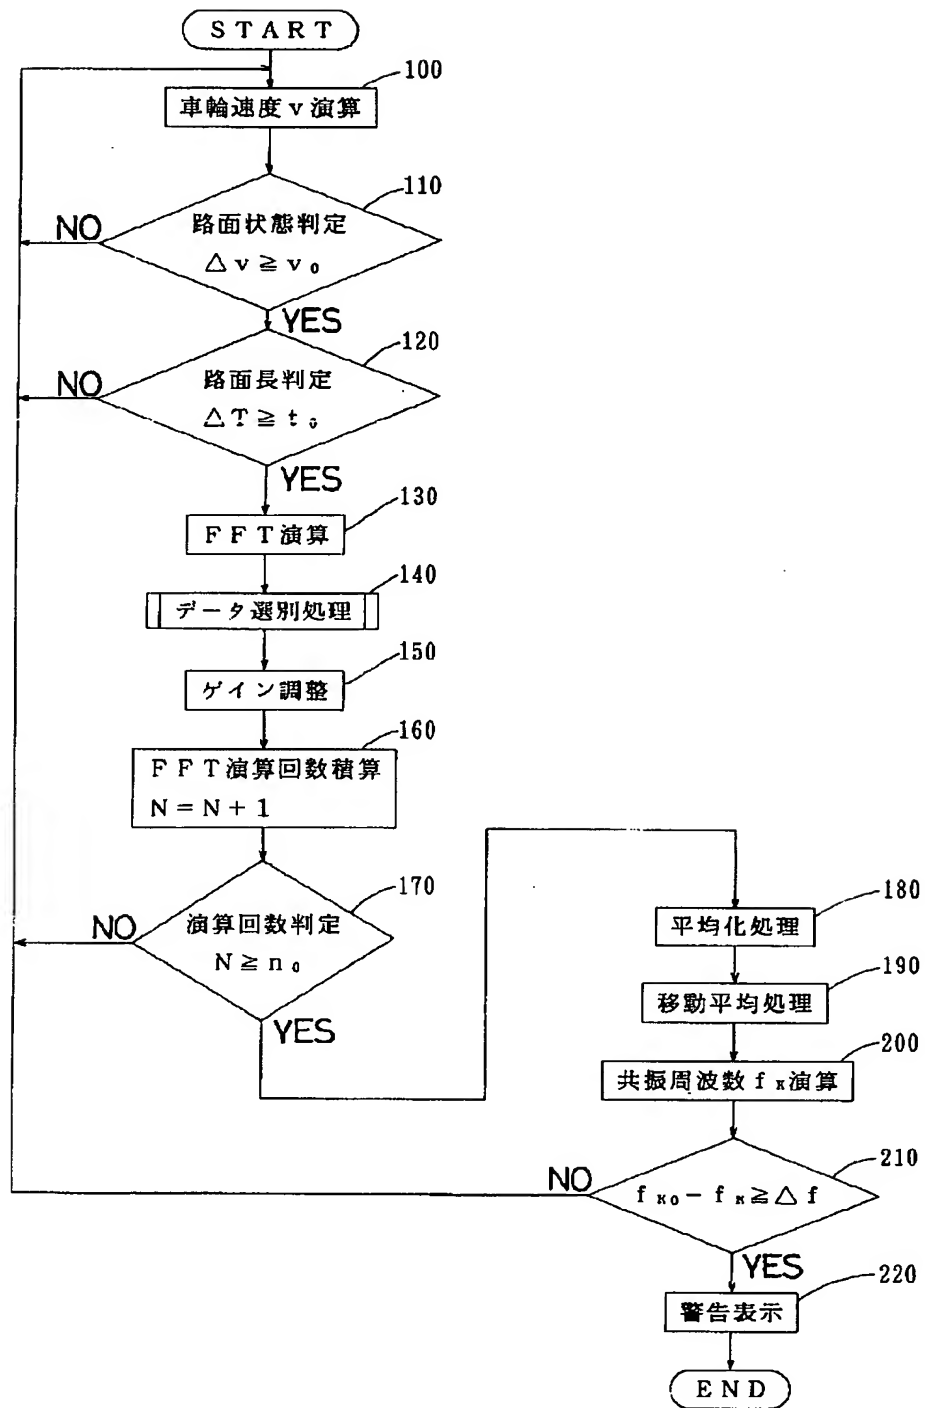 START
100
車輪速度v演算
110
路面状態判定
△v≧v₀
NO
YES
120
路面長判定
△T≧t₀
NO
YES
130
FFT演算
140
データ選別処理
150
ゲイン調整
160
FFT演算回数積算
N=N+1
170
演算回数判定
N≧n₀
NO
YES
180
平均化処理
190
移動平均処理
200
共振周波数fK演算
210
fK0-fK≧△f
NO
YES
220
警告表示
END